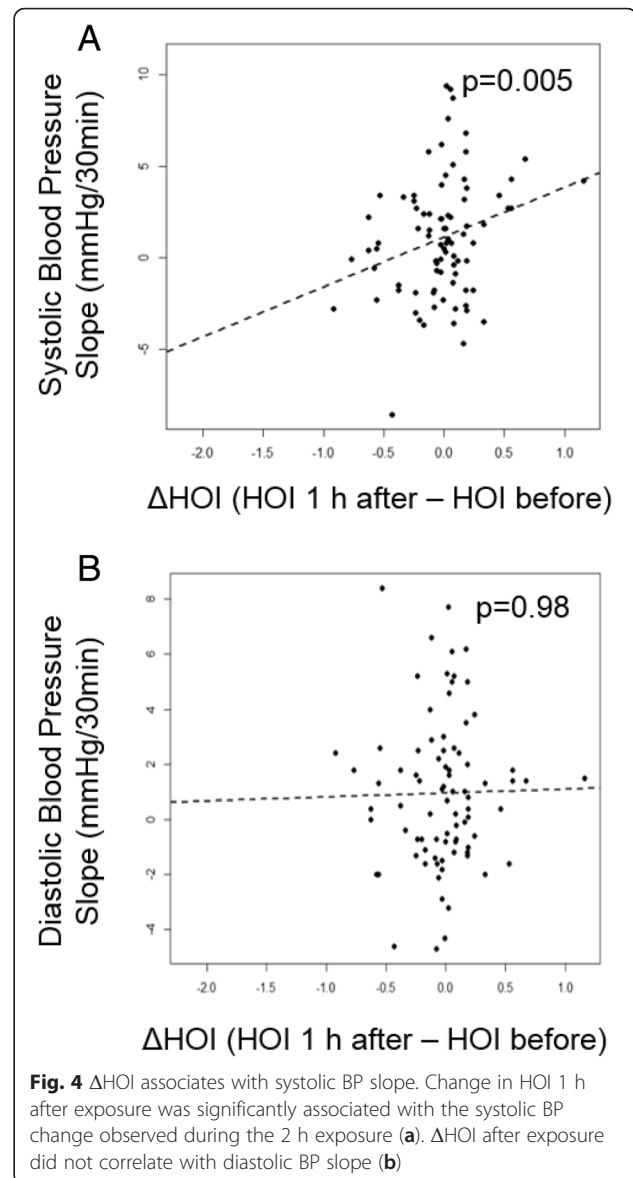 A
p=0.005
Systolic Blood Pressure
Slope (mmHg/30min)
10
5
0
-5
-2.0 -1.5 -1.0 -0.5 0.0 0.5 1.0
ΔHOI (HOI 1 h after – HOI before)
B
p=0.98
Diastolic Blood Pressure
Slope (mmHg/30min)
8
6
4
2
0
-2
-4
-2.0 -1.5 -1.0 -0.5 0.0 0.5 1.0
ΔHOI (HOI 1 h after – HOI before)
Fig. 4 ΔHOI associates with systolic BP slope. Change in HOI 1 h
after exposure was significantly associated with the systolic BP
change observed during the 2 h exposure (a). ΔHOI after exposure
did not correlate with diastolic BP slope (b)